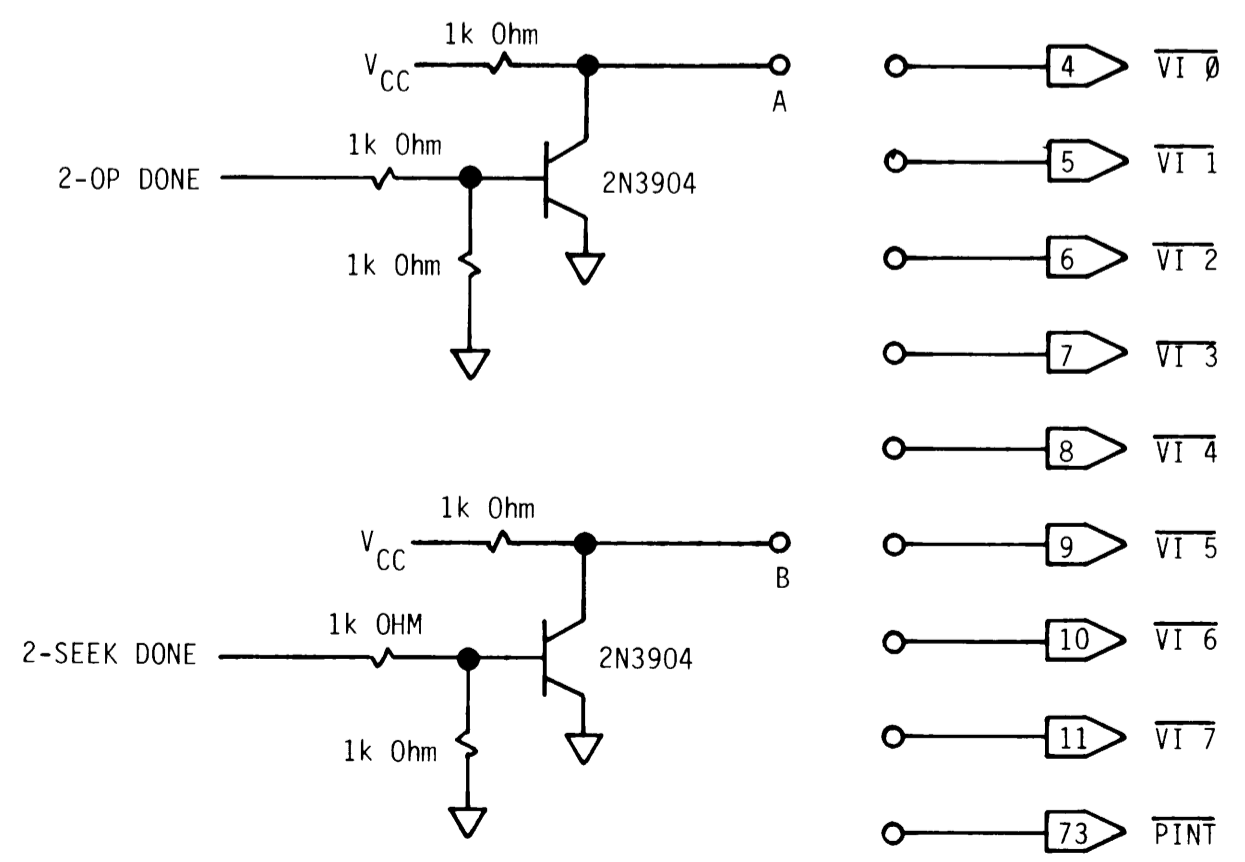 1k Ohm
VCC
A
1k Ohm
2-OP DONE
2N3904
1k Ohm
1k Ohm
VCC
B
1k OHM
2-SEEK DONE
2N3904
1k Ohm
4 VI Ø
5 VI 1
6 VI 2
7 VI 3
8 VI 4
9 VI 5
10 VI 6
11 VI 7
73 PINT